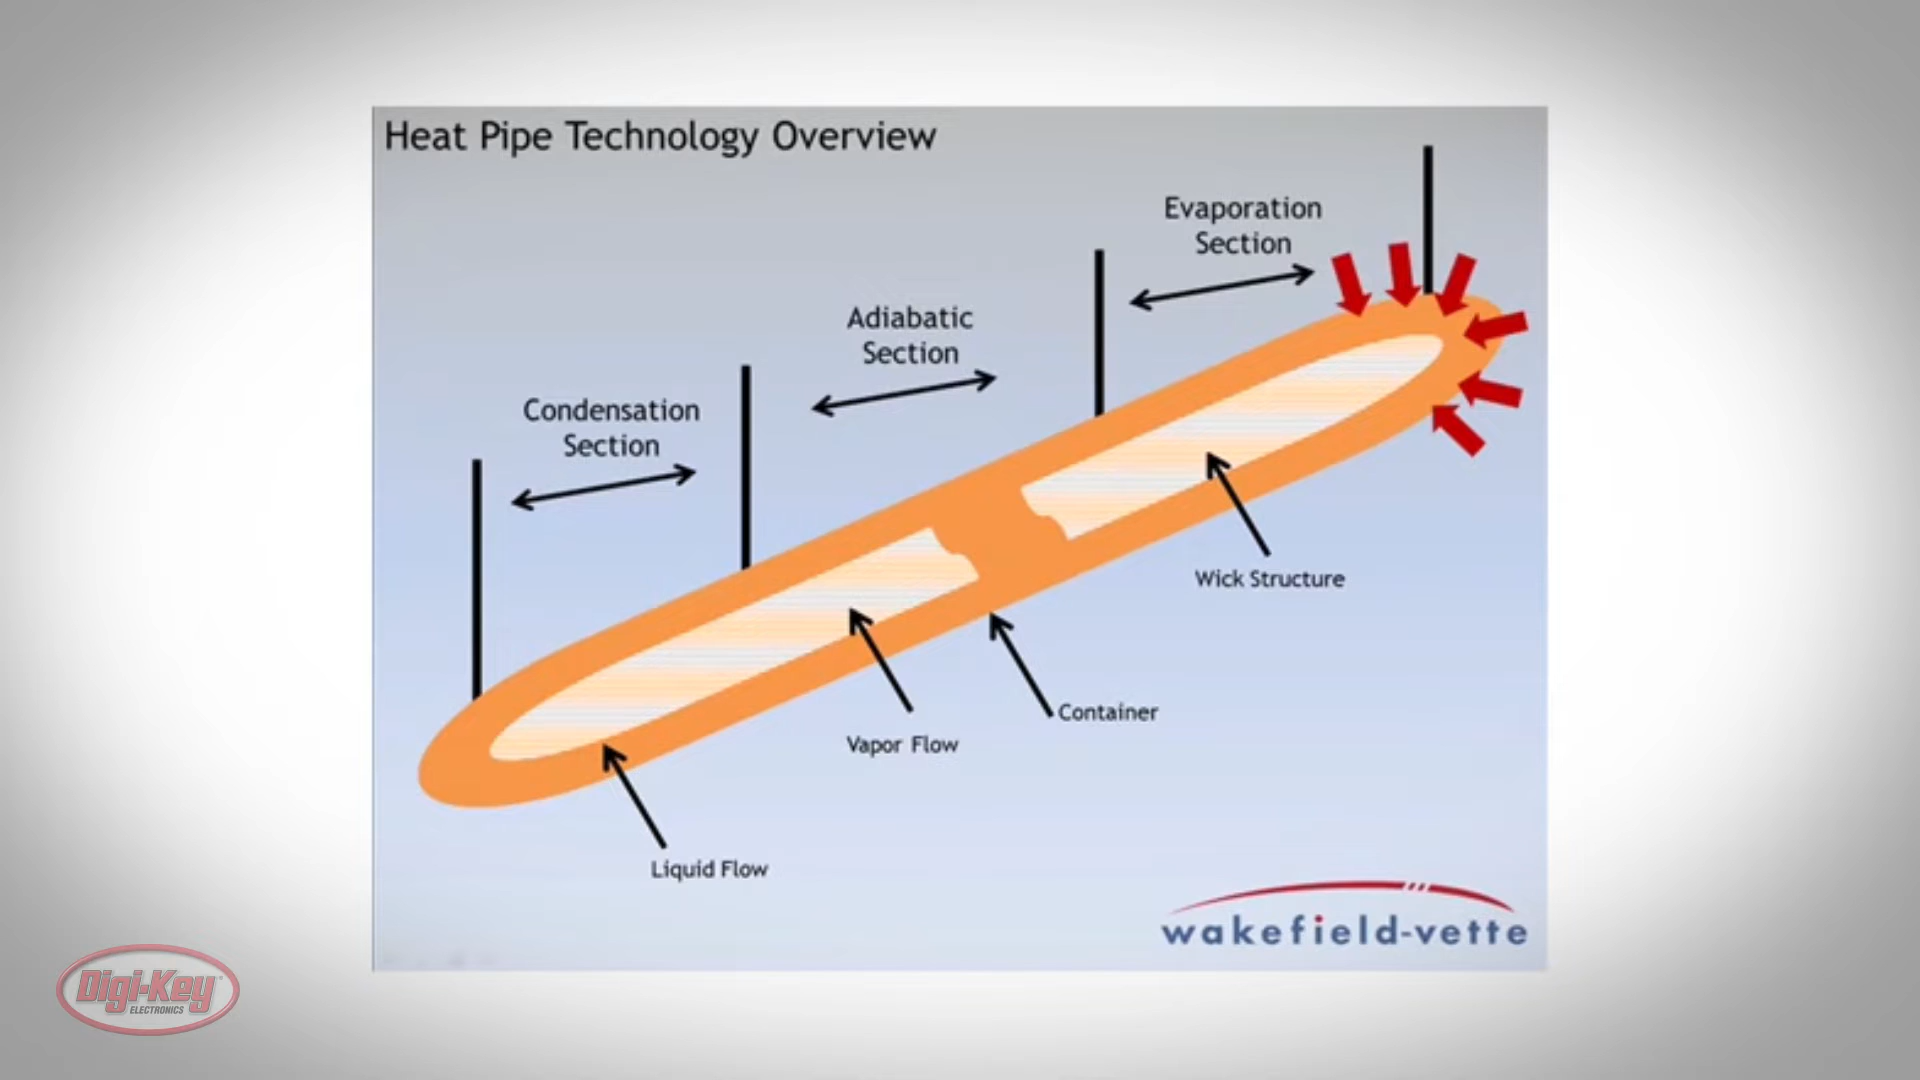 Heat Pipe Technology Overview
Evaporation
Section
Adiabatic
Section
Condensation
Section
Wick Structure
Container
Vapor Flow
Liquid Flow
wakefield-vette
Digi-Key
ELECTRONICS